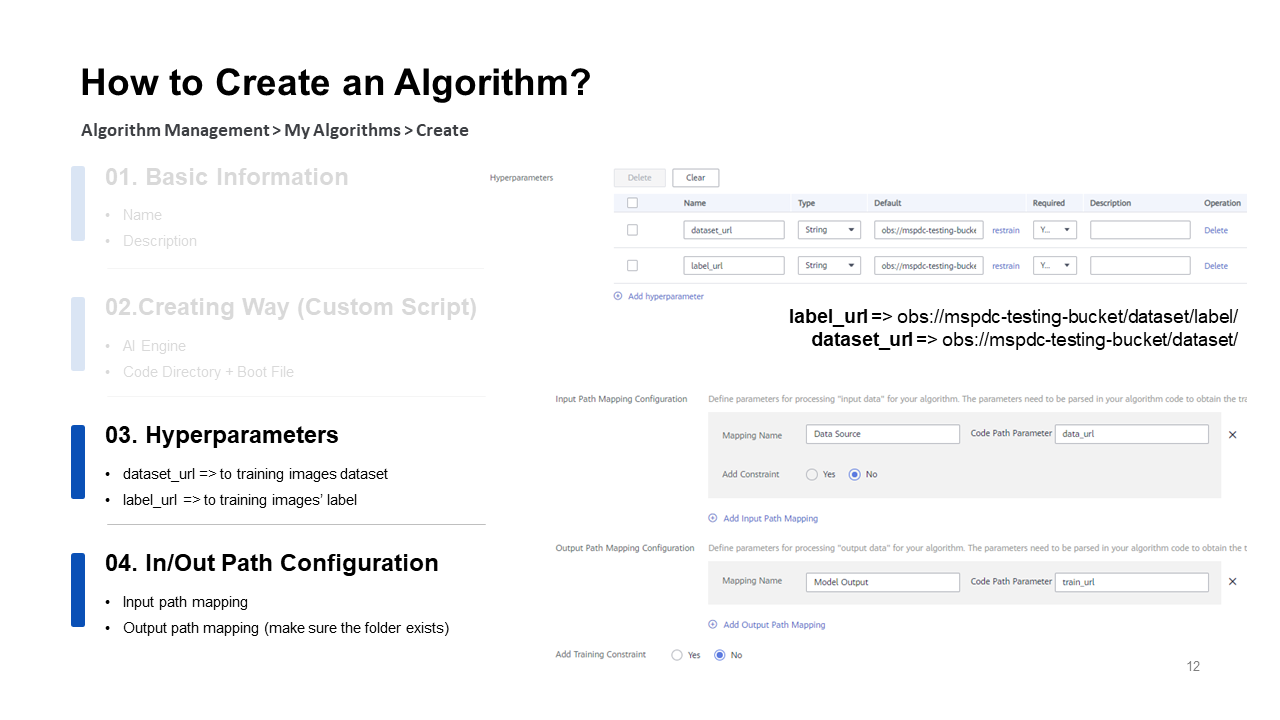 How to Create an Algorithm?
Algorithm Management > My Algorithms > Create
01. Basic Information
• Name
• Description
02.Creating Way (Custom Script)
• AI Engine
• Code Directory + Boot File
03. Hyperparameters
• dataset_url => to training images dataset
• label_url => to training images’ label
04. In/Out Path Configuration
• Input path mapping
• Output path mapping (make sure the folder exists)
Hyperparameters Delete Clear
Name Type Default Required Description Operation
dataset_url String obs://mspdc-testing-bucke restrain Y... Delete
label_url String obs://mspdc-testing-bucke restrain Y... Delete
Add hyperparameter
label_url => obs://mspdc-testing-bucket/dataset/label/
dataset_url => obs://mspdc-testing-bucket/dataset/
Input Path Mapping Configuration Define parameters for processing "input data" for your algorithm. The parameters need to be parsed in your algorithm code to obtain the tra
Mapping Name Data Source Code Path Parameter data_url
Add Constraint Yes No
Add Input Path Mapping
Output Path Mapping Configuration Define parameters for processing "output data" for your algorithm. The parameters need to be parsed in your algorithm code to obtain the t
Mapping Name Model Output Code Path Parameter train_url
Add Output Path Mapping
Add Training Constraint Yes No
12